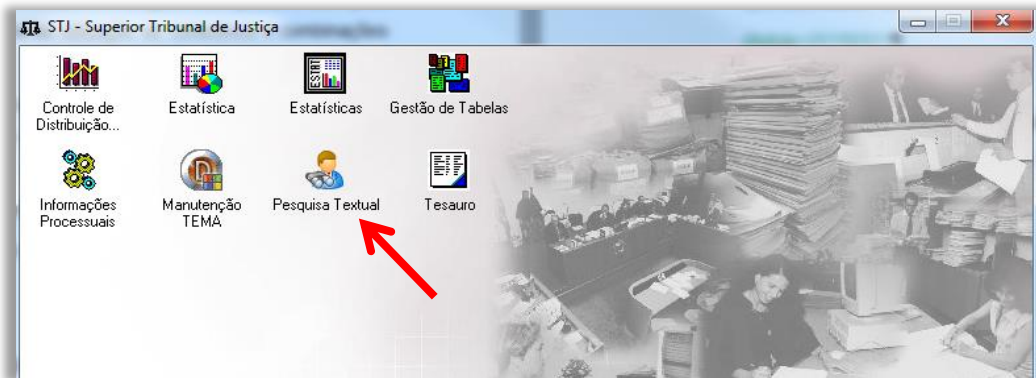 STJ - Superior Tribunal de Justiça
Controle de
Distribuição...
Estatística
Estatísticas
Gestão de Tabelas
Informações
Processuais
Manutenção
TEMA
Pesquisa Textual
Tesauro
ESTAT